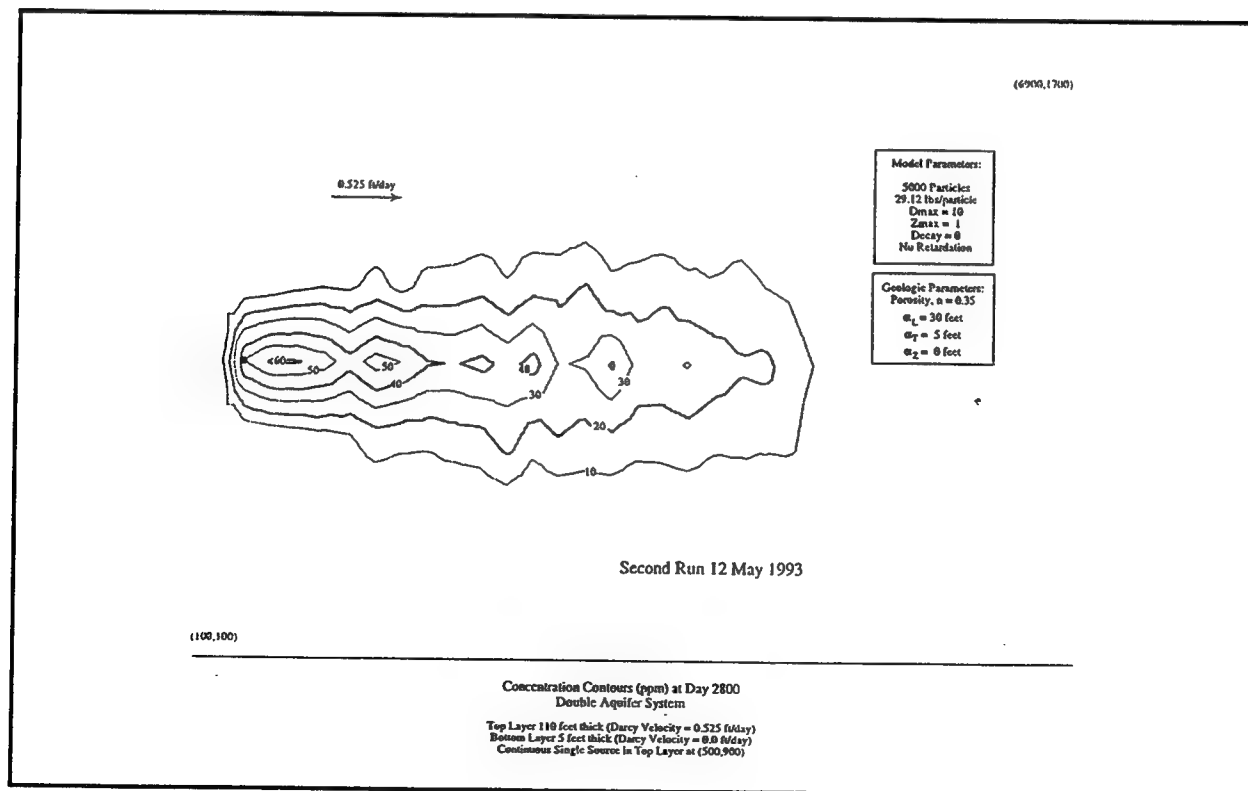 (6900,1700)
0.525 ft/day
Model Parameters:
5000 Particles
29.12 lbs/particle
Dmax = 10
Zmax = 1
Decay = 0
No Retardation
Geologic Parameters:
Porosity, n = 0.35
α_L = 30 feet
α_T = 5 feet
α_Z = 0 feet
60
50
50
40
40
30
30
20
10
Second Run 12 May 1993
(100,100)
Concentration Contours (ppm) at Day 2800
Double Aquifer System
Top Layer 110 feet thick (Darcy Velocity = 0.525 ft/day)
Bottom Layer 5 feet thick (Darcy Velocity = 0.0 ft/day)
Continuous Single Source in Top Layer at (500,900)